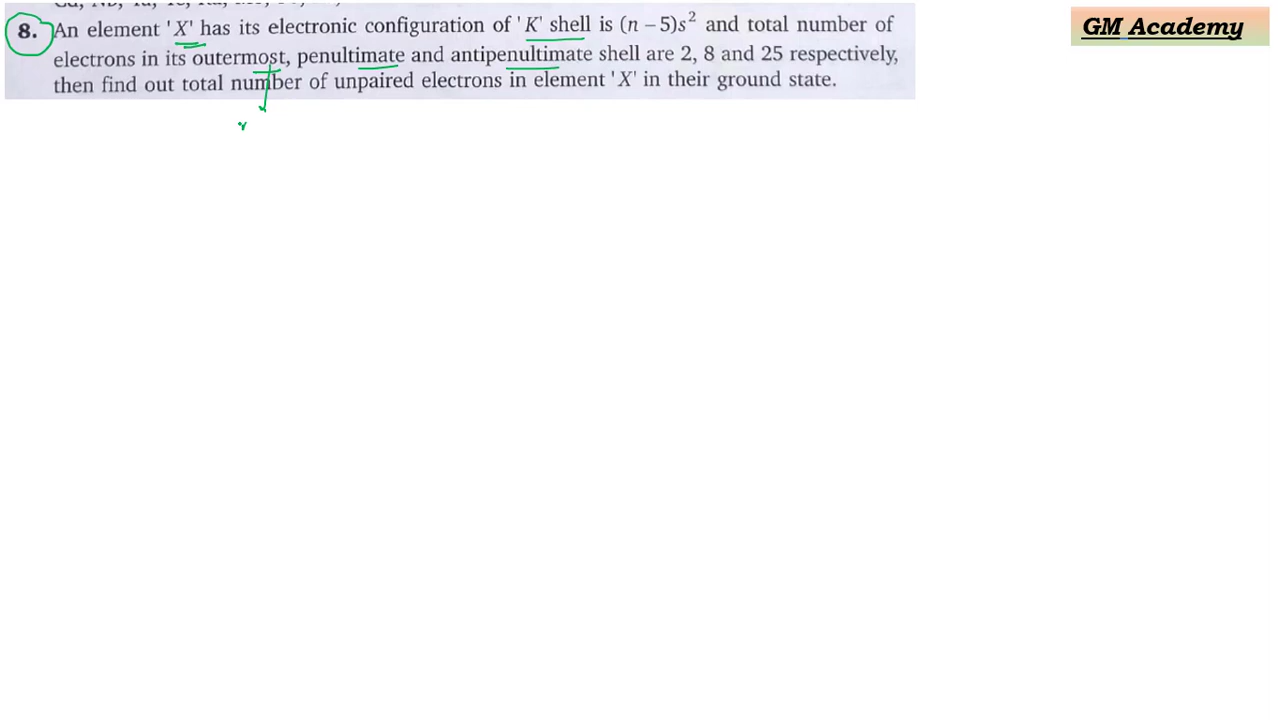 8. An element 'X' has its electronic configuration of 'K' shell is (n – 5)s² and total number of
electrons in its outermost, penultimate and antipenultimate shell are 2, 8 and 25 respectively,
then find out total number of unpaired electrons in element 'X' in their ground state.
GM Academy